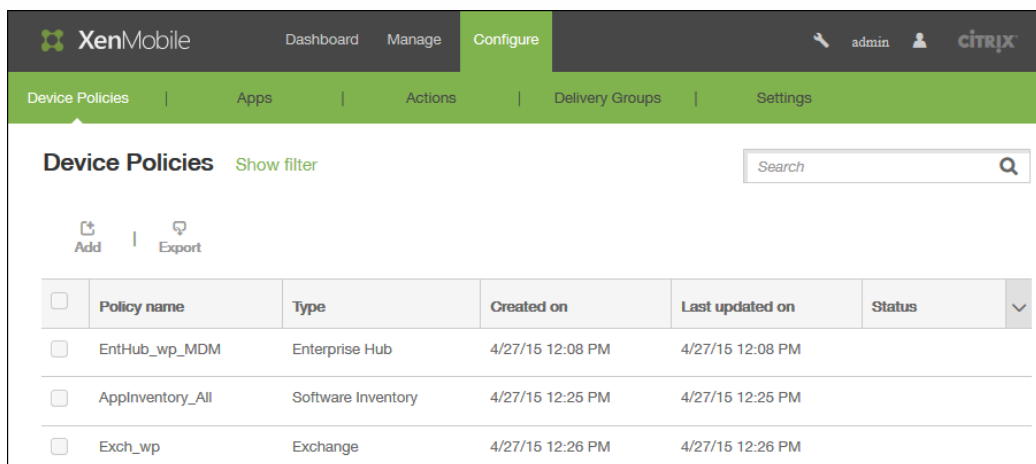 XenMobile Dashboard Manage Configure admin CİTRIX
Device Policies | Apps | Actions | Delivery Groups | Settings
Device Policies Show filter Search
Add | Export
Policy name Type Created on Last updated on Status
EntHub_wp_MDM Enterprise Hub 4/27/15 12:08 PM 4/27/15 12:08 PM
AppInventory_All Software Inventory 4/27/15 12:25 PM 4/27/15 12:25 PM
Exch_wp Exchange 4/27/15 12:26 PM 4/27/15 12:26 PM